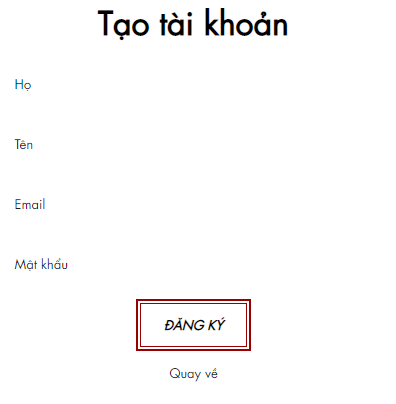 Tạo tài khoản
Họ
Tên
Email
Mật khẩu
ĐĂNG KÝ
Quay về